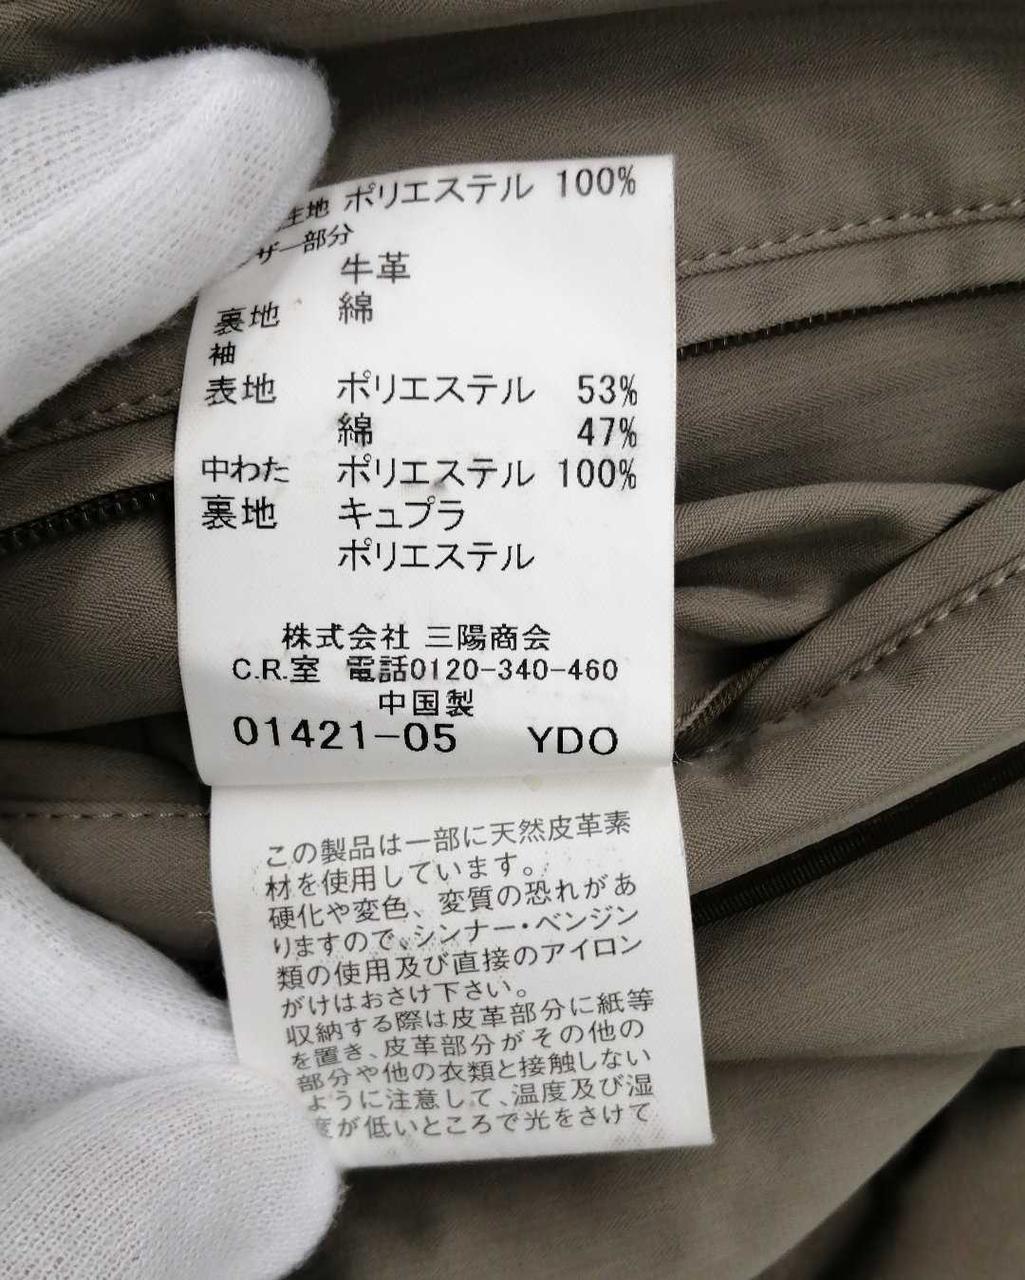 生地 ポリエステル 100%
ザー部分
牛革
裏地 綿
袖
表地 ポリエステル 53%
綿 47%
中わた ポリエステル 100%
裏地 キュプラ
ポリエステル
株式会社 三陽商会
C.R.室 電話0120-340-460
中国製
01421-05 YDO
この製品は一部に天然皮革素
材を使用しています。
硬化や変色、変質の恐れがあ
りますので、シンナー・ベンジン
類の使用及び直接のアイロン
がけはおさけ下さい。
収納する際は皮革部分に紙等
を置き、皮革部分がその他の
部分や他の衣類と接触しない
ように注意して、温度及び湿
度が低いところで光をさけて